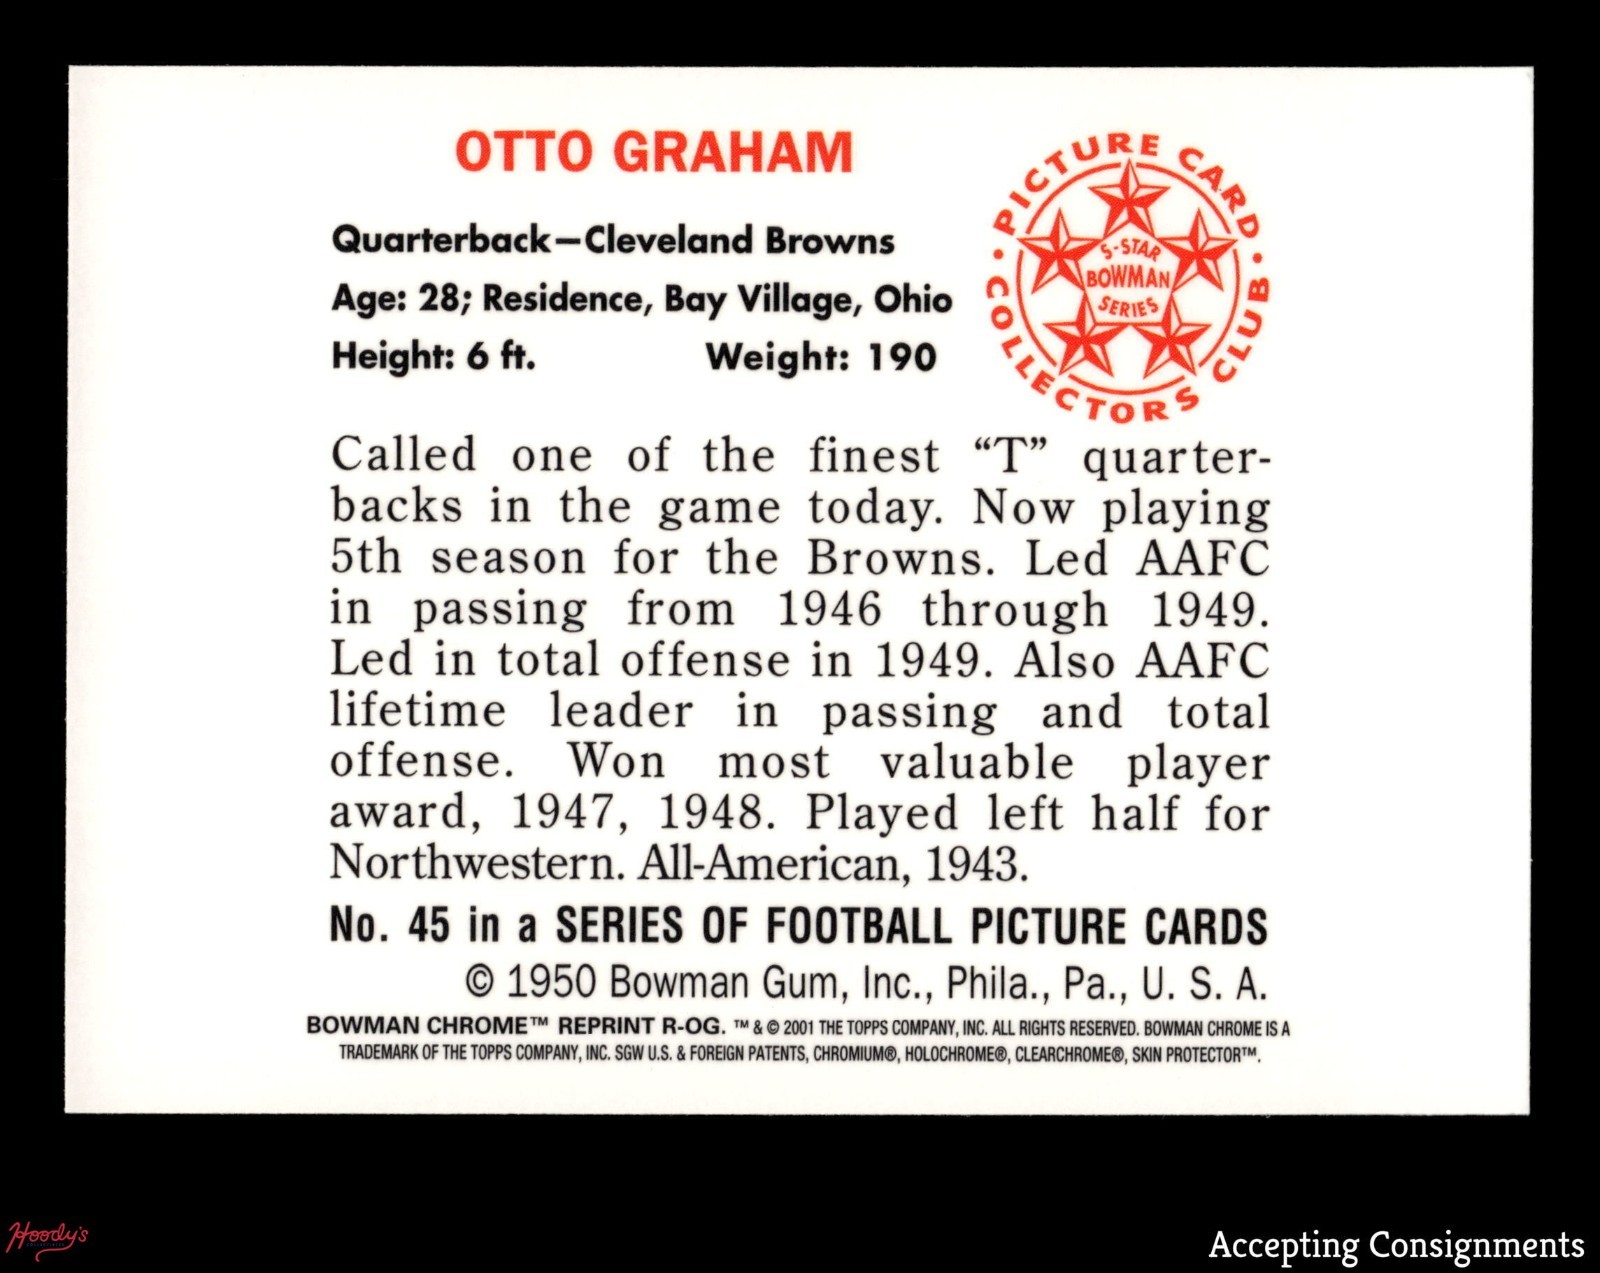 OTTO GRAHAM
PICTURE CARD COLLECTORS CLUB
5-STAR
BOWMAN
SERIES
Quarterback—Cleveland Browns
Age: 28; Residence, Bay Village, Ohio
Height: 6 ft. Weight: 190
Called one of the finest “T” quarter-
backs in the game today. Now playing
5th season for the Browns. Led AAFC
in passing from 1946 through 1949.
Led in total offense in 1949. Also AAFC
lifetime leader in passing and total
offense. Won most valuable player
award, 1947, 1948. Played left half for
Northwestern. All-American, 1943.
No. 45 in a SERIES OF FOOTBALL PICTURE CARDS
© 1950 Bowman Gum, Inc., Phila., Pa., U. S. A.
BOWMAN CHROME™ REPRINT R-OG. ™ & © 2001 THE TOPPS COMPANY, INC. ALL RIGHTS RESERVED. BOWMAN CHROME IS A
TRADEMARK OF THE TOPPS COMPANY, INC. SGW U.S. & FOREIGN PATENTS, CHROMIUM®, HOLOCHROME®, CLEARCHROME®, SKIN PROTECTOR™.
Hoody's
Accepting Consignments